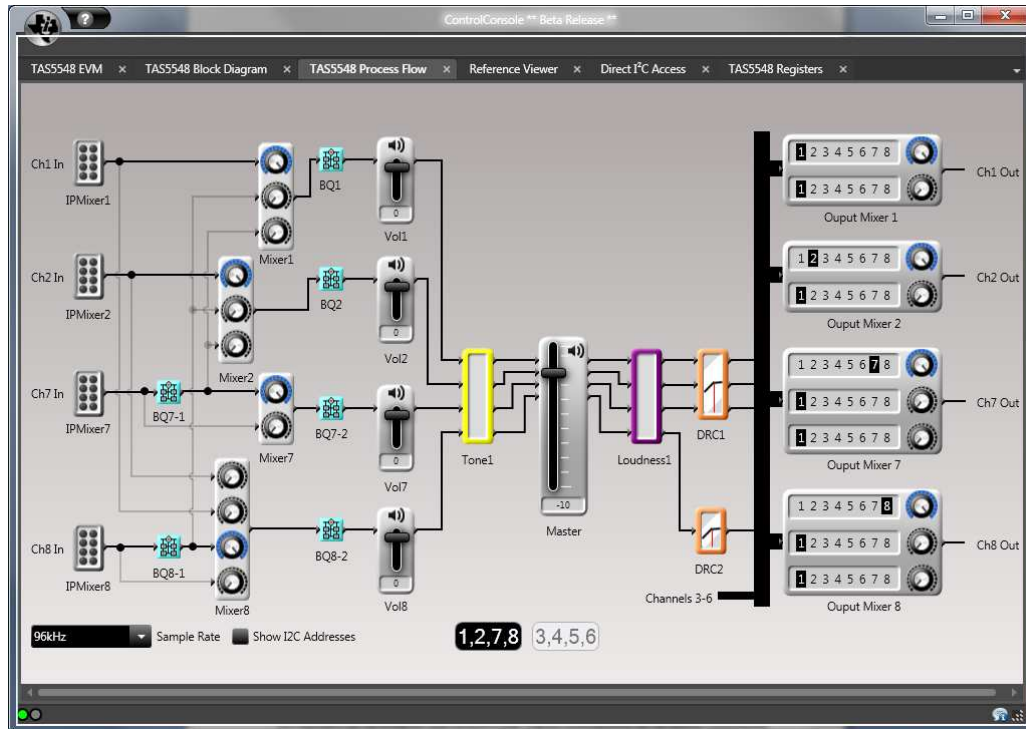 ControlConsole ** Beta Release **
?
TAS5548 EVM × TAS5548 Block Diagram × TAS5548 Process Flow × Reference Viewer × Direct I²C Access × TAS5548 Registers ×
Ch1 In
IPMixer1
Mixer1
BQ1
0
Vol1
1 2 3 4 5 6 7 8
1 2 3 4 5 6 7 8
Ouput Mixer 1
Ch1 Out
Ch2 In
IPMixer2
Mixer2
BQ2
0
Vol2
1 2 3 4 5 6 7 8
1 2 3 4 5 6 7 8
Ouput Mixer 2
Ch2 Out
Ch7 In
IPMixer7
BQ7-1
Mixer7
BQ7-2
0
Vol7
Tone1
-10
Master
Loudness1
DRC1
1 2 3 4 5 6 7 8
1 2 3 4 5 6 7 8
1 2 3 4 5 6 7 8
Ouput Mixer 7
Ch7 Out
Ch8 In
IPMixer8
BQ8-1
Mixer8
BQ8-2
0
Vol8
DRC2
Channels 3-6
1 2 3 4 5 6 7 8
1 2 3 4 5 6 7 8
1 2 3 4 5 6 7 8
Ouput Mixer 8
Ch8 Out
96kHz Sample Rate Show I2C Addresses
1,2,7,8 3,4,5,6